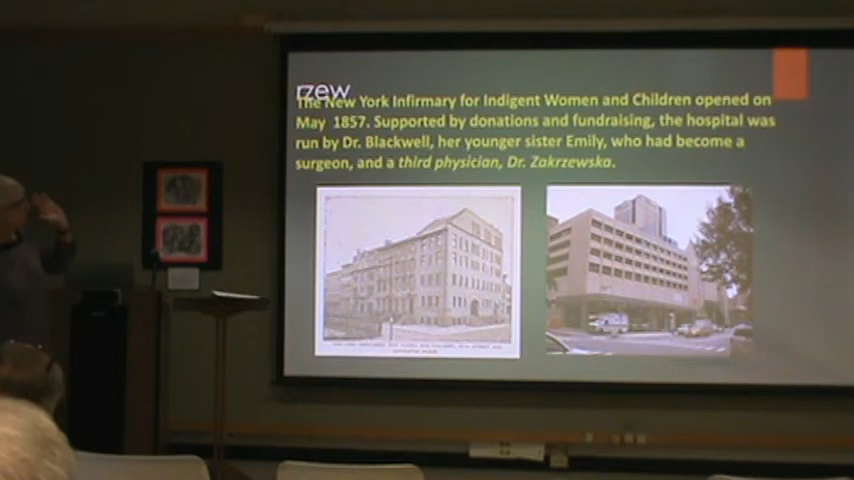 rzew
The New York Infirmary for Indigent Women and Children opened on
May 1857. Supported by donations and fundraising, the hospital was
run by Dr. Blackwell, her younger sister Emily, who had become a
surgeon, and a third physician, Dr. Zakrzewska.